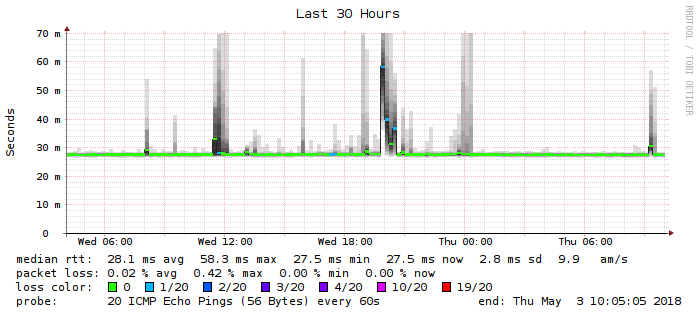 Last 30 Hours
RRDTOOL / TOBI OETIKER
Seconds
70 m
60 m
50 m
40 m
30 m
20 m
10 m
0
Wed 06:00 Wed 12:00 Wed 18:00 Thu 00:00 Thu 06:00
median rtt: 28.1 ms avg 58.3 ms max 27.5 ms min 27.5 ms now 2.8 ms sd 9.9 am/s
packet loss: 0.02 % avg 0.42 % max 0.00 % min 0.00 % now
loss color: 0 1/20 2/20 3/20 4/20 10/20 19/20
probe: 20 ICMP Echo Pings (56 Bytes) every 60s end: Thu May 3 10:05:05 2018